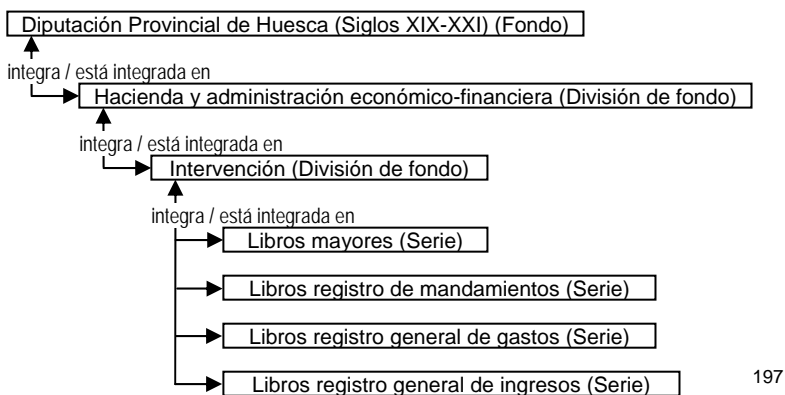 Diputación Provincial de Huesca (Siglos XIX-XXI) (Fondo)
integra / está integrada en
Hacienda y administración económico-financiera (División de fondo)
integra / está integrada en
Intervención (División de fondo)
integra / está integrada en
Libros mayores (Serie)
Libros registro de mandamientos (Serie)
Libros registro general de gastos (Serie)
Libros registro general de ingresos (Serie)
197